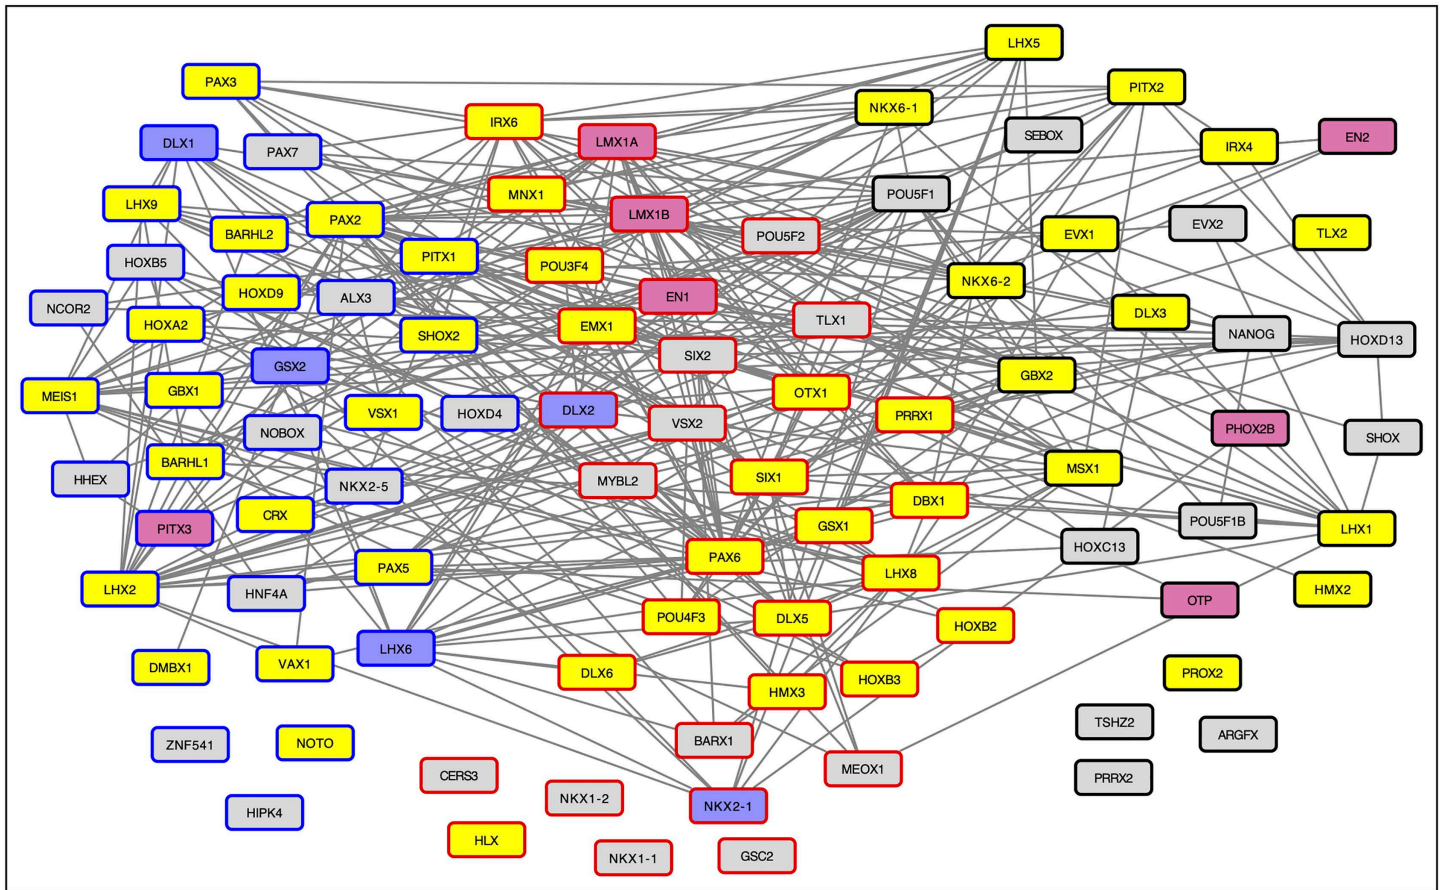 LHX5
PAX3
PITX2
NKX6-1
IRX6
SEBOX
EN2
LMX1A
DLX1
IRX4
PAX7
MNX1
POU5F1
LHX9
LMX1B
PAX2
EVX2
BARHL2
POU5F2
EVX1
TLX2
PITX1
HOXB5
POU3F4
NKX6-2
HOXD9
ALX3
EN1
NCOR2
DLX3
TLX1
HOXA2
EMX1
SHOX2
NANOG
HOXD13
SIX2
GSX2
GBX2
GBX1
OTX1
MEIS1
DLX2
VSX1
HOXD4
PRRX1
VSX2
PHOX2B
NOBOX
SHOX
BARHL1
MSX1
SIX1
HHEX
MYBL2
NKX2-5
DBX1
CRX
POU5F1B
GSX1
PITX3
LHX1
HOXC13
PAX6
PAX5
LHX8
LHX2
HMX2
HNF4A
OTP
POU4F3
DLX5
HOXB2
LHX6
VAX1
DMBX1
DLX6
PROX2
HOXB3
HMX3
TSHZ2
ARGFX
BARX1
ZNF541
NOTO
MEOX1
CERS3
PRRX2
NKX1-2
NKX2-1
HIPK4
HLX
NKX1-1
GSC2